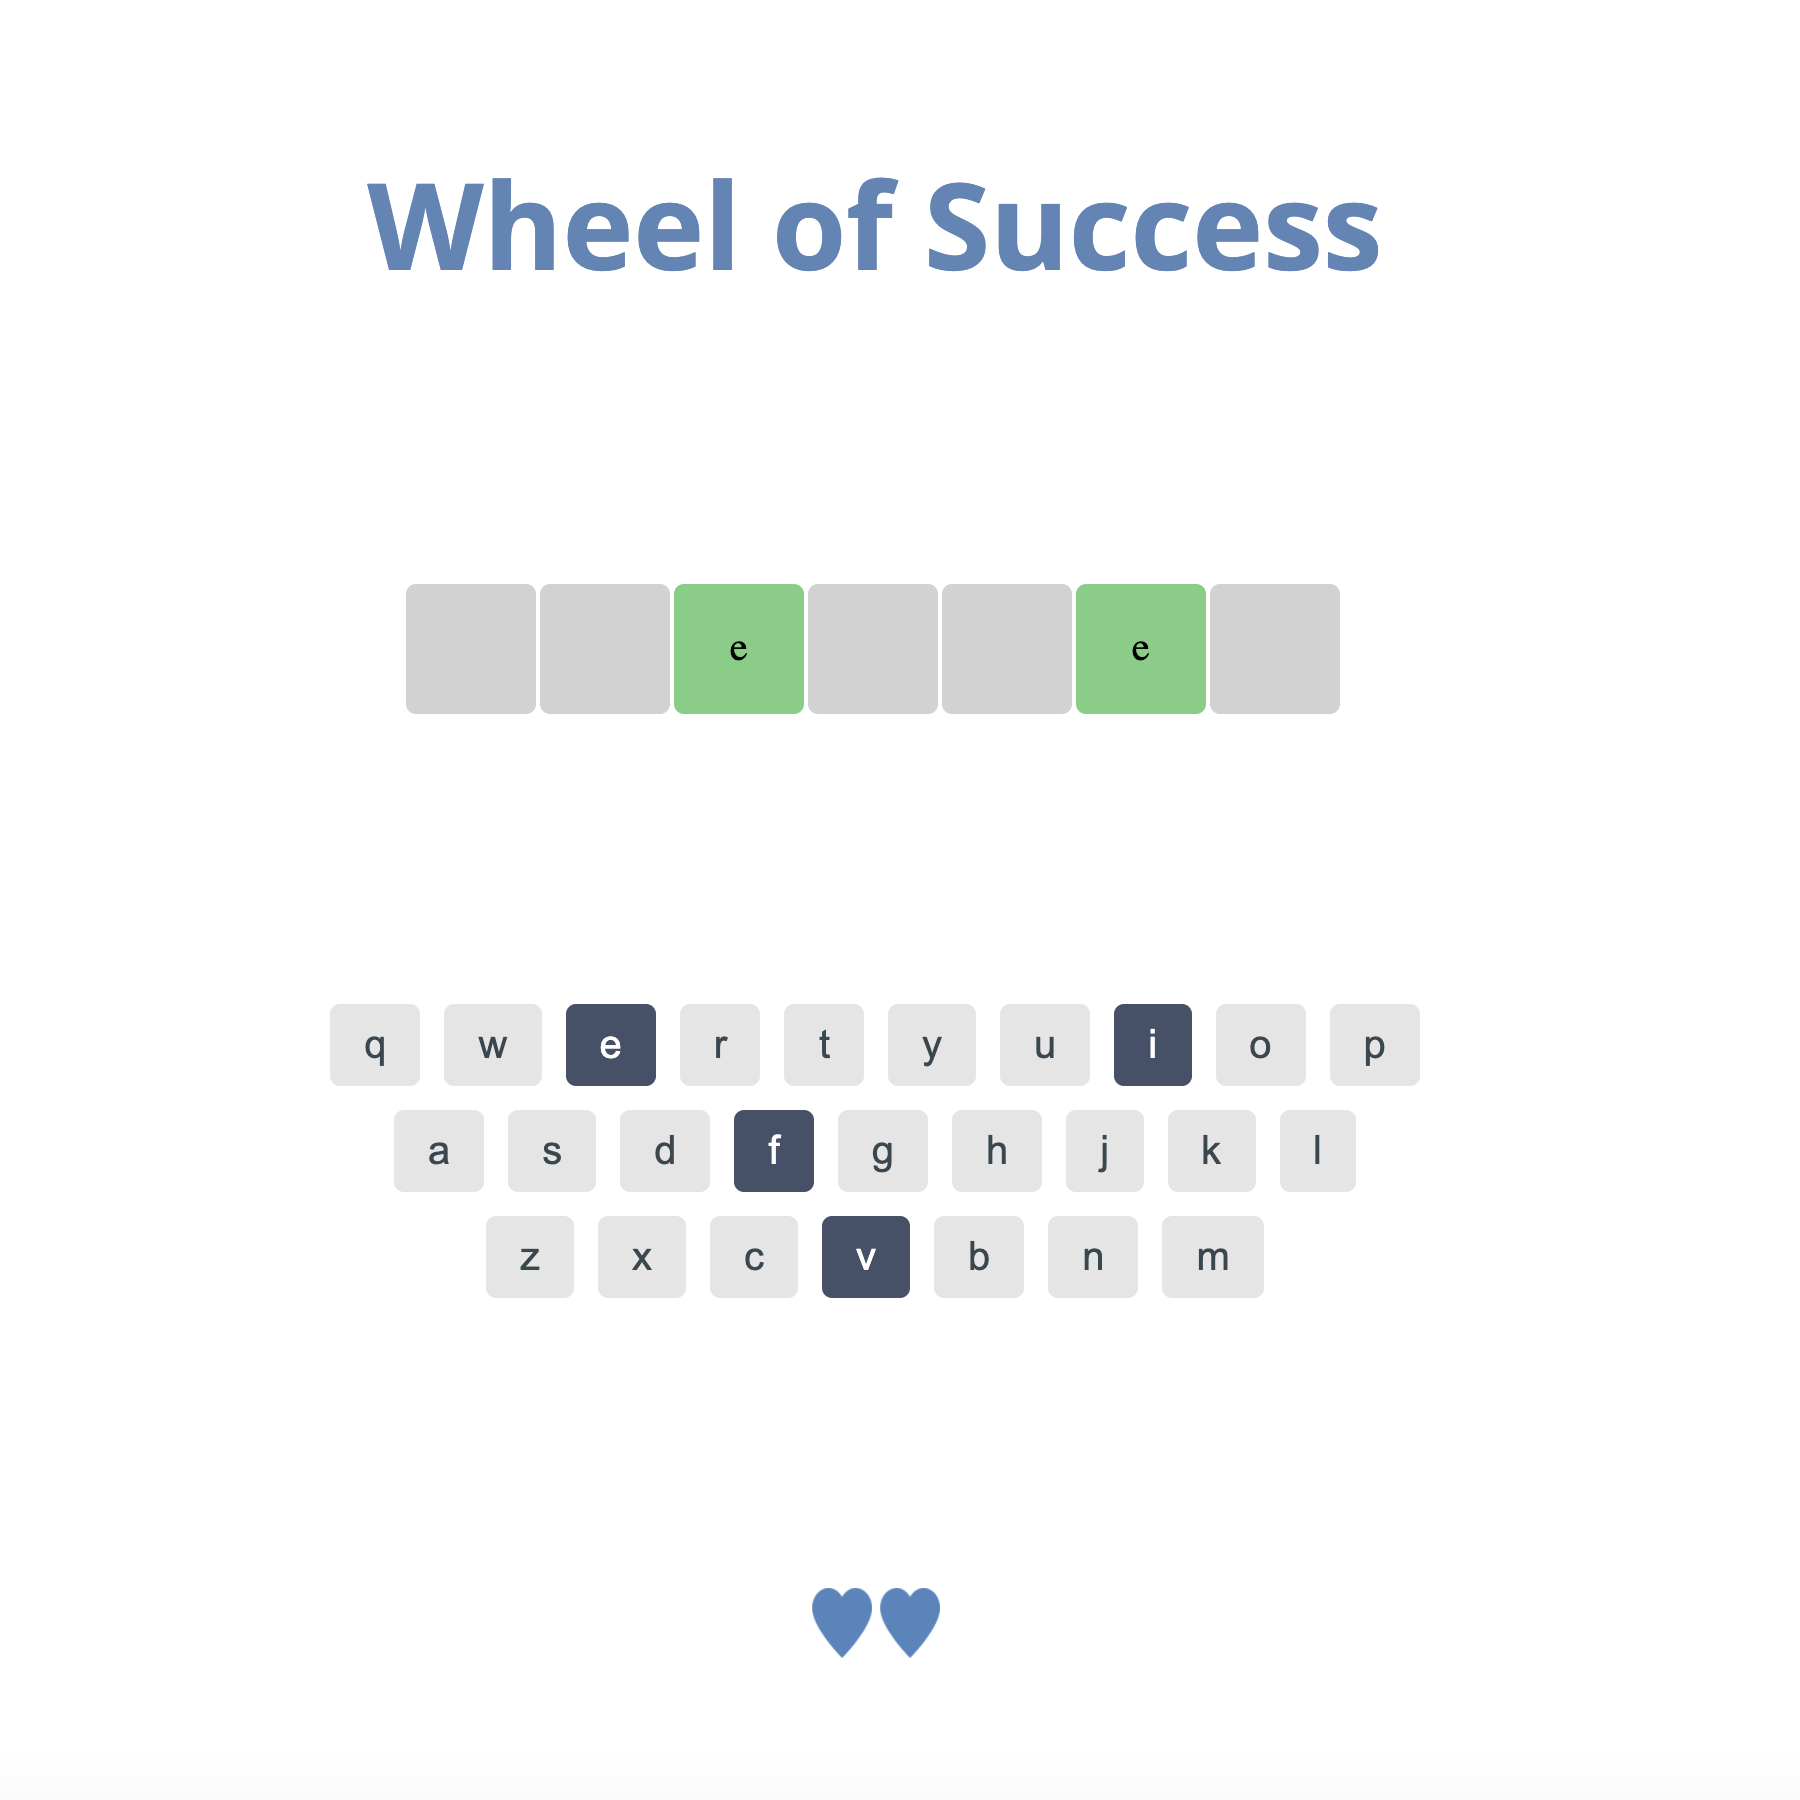 Wheel of Success
e e
q w e r t y u i o p
a s d f g h j k l
z x c v b n m